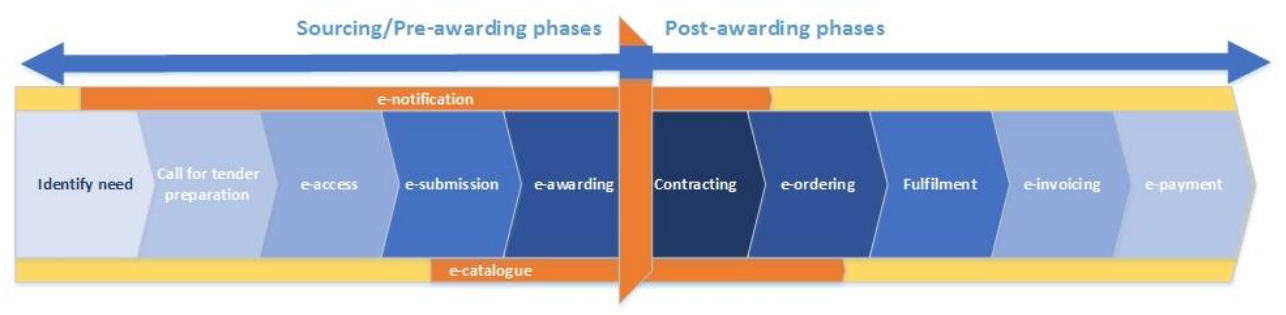 Sourcing/Pre-awarding phases
Post-awarding phases
e-notification
Identify need
Call for tender
preparation
e-access
e-submission
e-awarding
Contracting
e-ordering
Fulfilment
e-invoicing
e-payment
e-catalogue